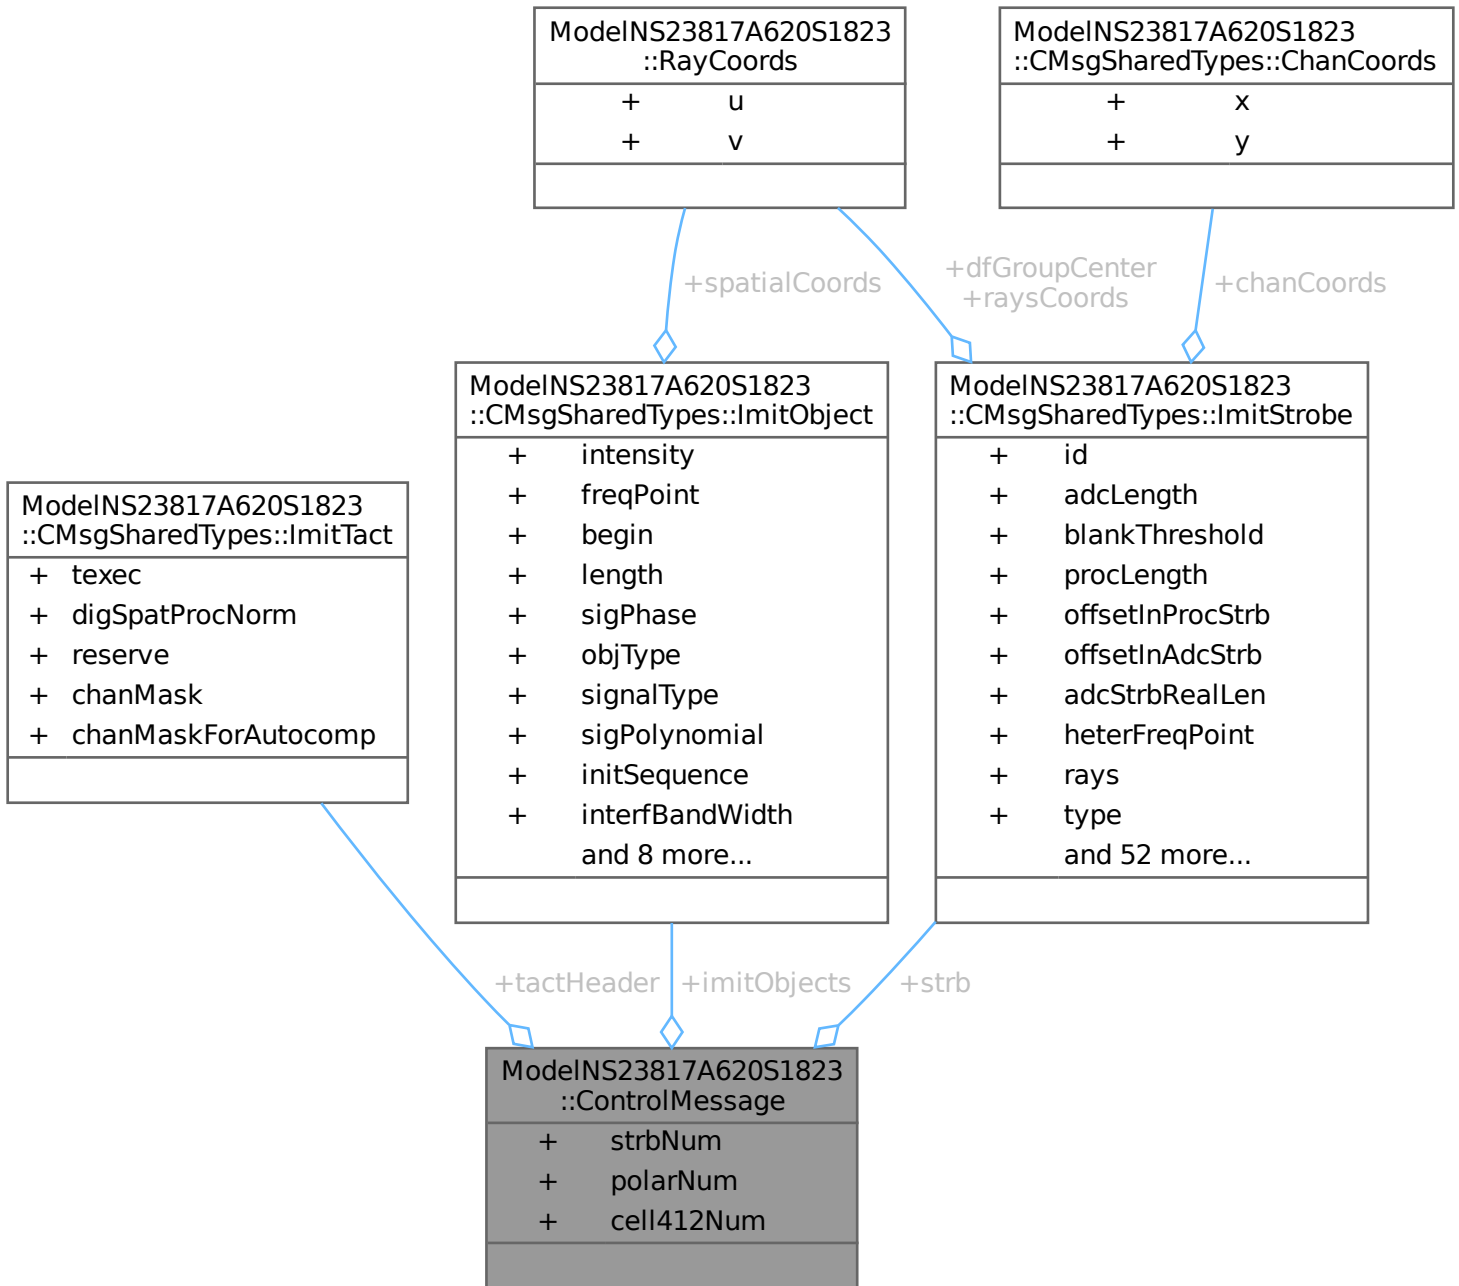 ModelNS23817A620S1823
::RayCoords
+ u
+ v
ModelNS23817A620S1823
::CMsgSharedTypes::ChanCoords
+ x
+ y
+spatialCoords
+dfGroupCenter
+raysCoords
+chanCoords
ModelNS23817A620S1823
::CMsgSharedTypes::ImitTact
+ texec
+ digSpatProcNorm
+ reserve
+ chanMask
+ chanMaskForAutocomp
ModelNS23817A620S1823
::CMsgSharedTypes::ImitObject
+ intensity
+ freqPoint
+ begin
+ length
+ sigPhase
+ objType
+ signalType
+ sigPolynomial
+ initSequence
+ interfBandWidth
and 8 more...
ModelNS23817A620S1823
::CMsgSharedTypes::ImitStrobe
+ id
+ adcLength
+ blankThreshold
+ procLength
+ offsetInProcStrb
+ offsetInAdcStrb
+ adcStrbRealLen
+ heterFreqPoint
+ rays
+ type
and 52 more...
+tactHeader
+imitObjects
+strb
ModelNS23817A620S1823
::ControlMessage
+ strbNum
+ polarNum
+ cell412Num